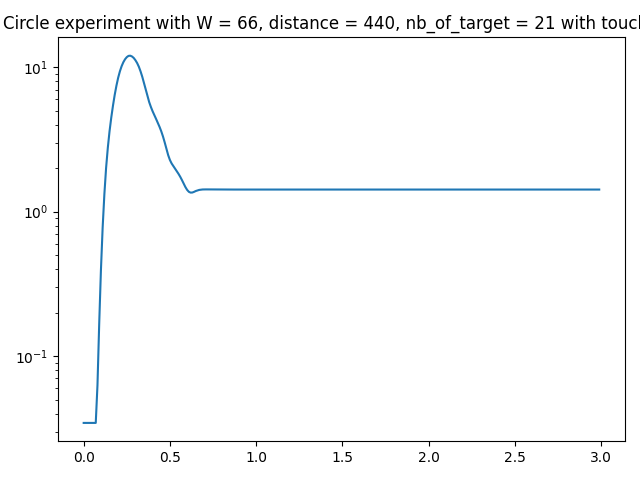 Circle experiment with W = 66, distance = 440, nb_of_target = 21 with
10¹
10⁰
10⁻¹
0.0 0.5 1.0 1.5 2.0 2.5 3.0